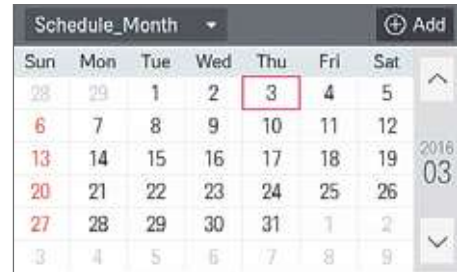 Schedule_Month Add
Sun Mon Tue Wed Thu Fri Sat
28 29 1 2 3 4 5
6 7 8 9 10 11 12
13 14 15 16 17 18 19
2016
03
20 21 22 23 24 25 26
27 28 29 30 31 1 2
3 4 5 6 7 8 9